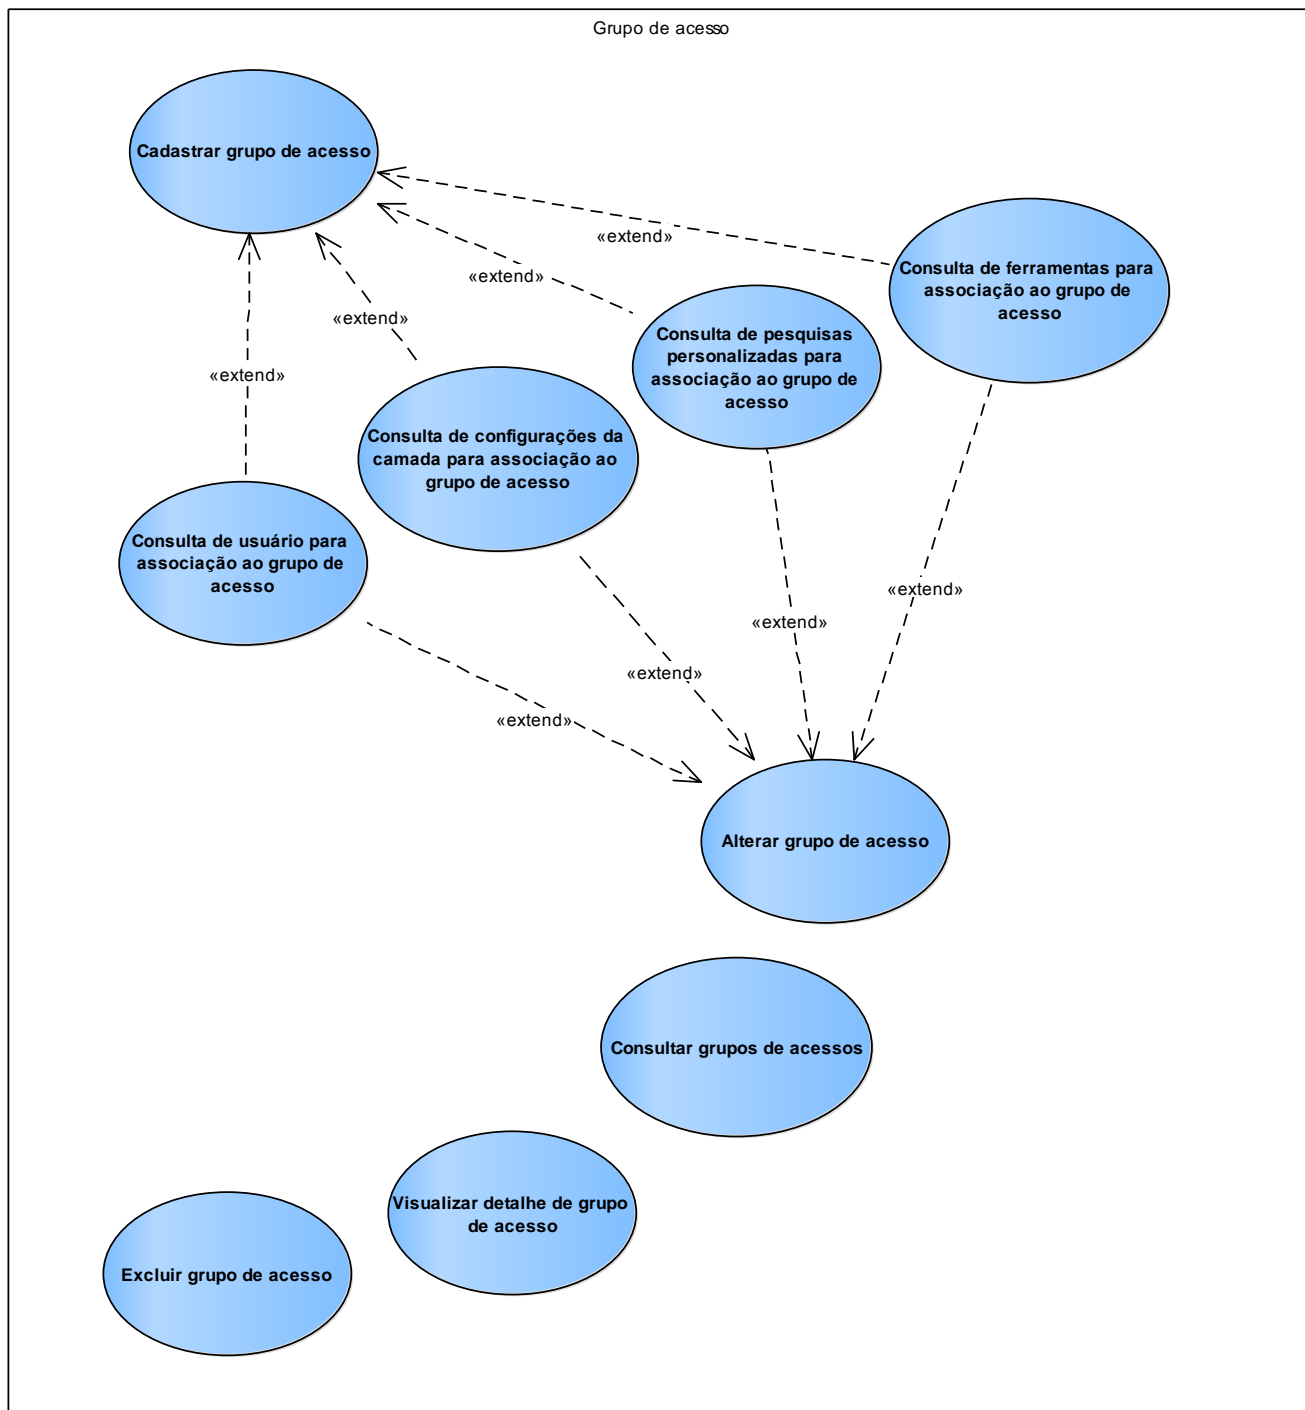 Grupo de acesso
Cadastrar grupo de acesso
«extend»
Consulta de ferramentas para
associação ao grupo de
acesso
«extend»
«extend»
Consulta de pesquisas
personalizadas para
associação ao grupo de
acesso
«extend»
Consulta de configurações da
camada para associação ao
grupo de acesso
Consulta de usuário para
associação ao grupo de
acesso
«extend»
«extend»
«extend»
«extend»
Alterar grupo de acesso
Consultar grupos de acessos
Visualizar detalhe de grupo
de acesso
Excluir grupo de acesso